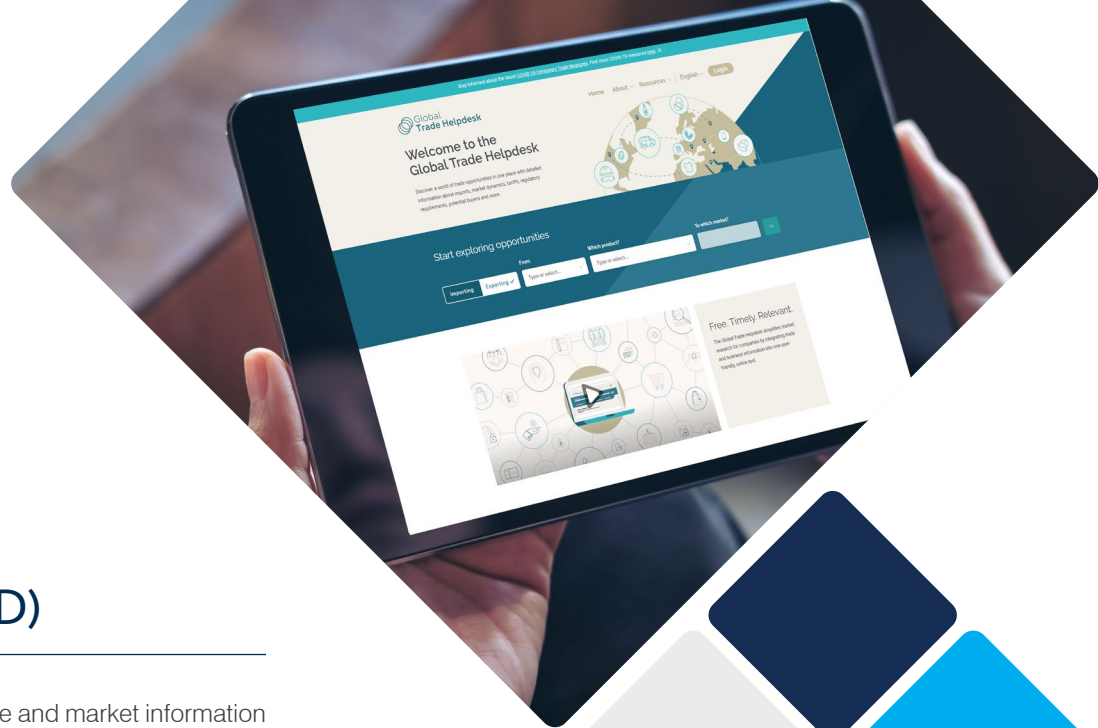 Stay informed about the latest COVID-19 Temporary Trade Measures. Find more COVID-19 resources here. X
Global
Trade Helpdesk
Home About Resources English Login
Welcome to the
Global Trade Helpdesk
Discover a world of trade opportunities in one place with detailed
information about imports, market dynamics, tariffs, regulatory
requirements, potential buyers and more.
Start exploring opportunities
From
Which product?
To which market?
Importing
Exporting ✓
Type or select...
Type or select...
Free. Timely. Relevant.
The Global Trade Helpdesk simplifies market
research for companies by integrating trade
and business information into one user-
friendly, online tool.
D)
e and market information